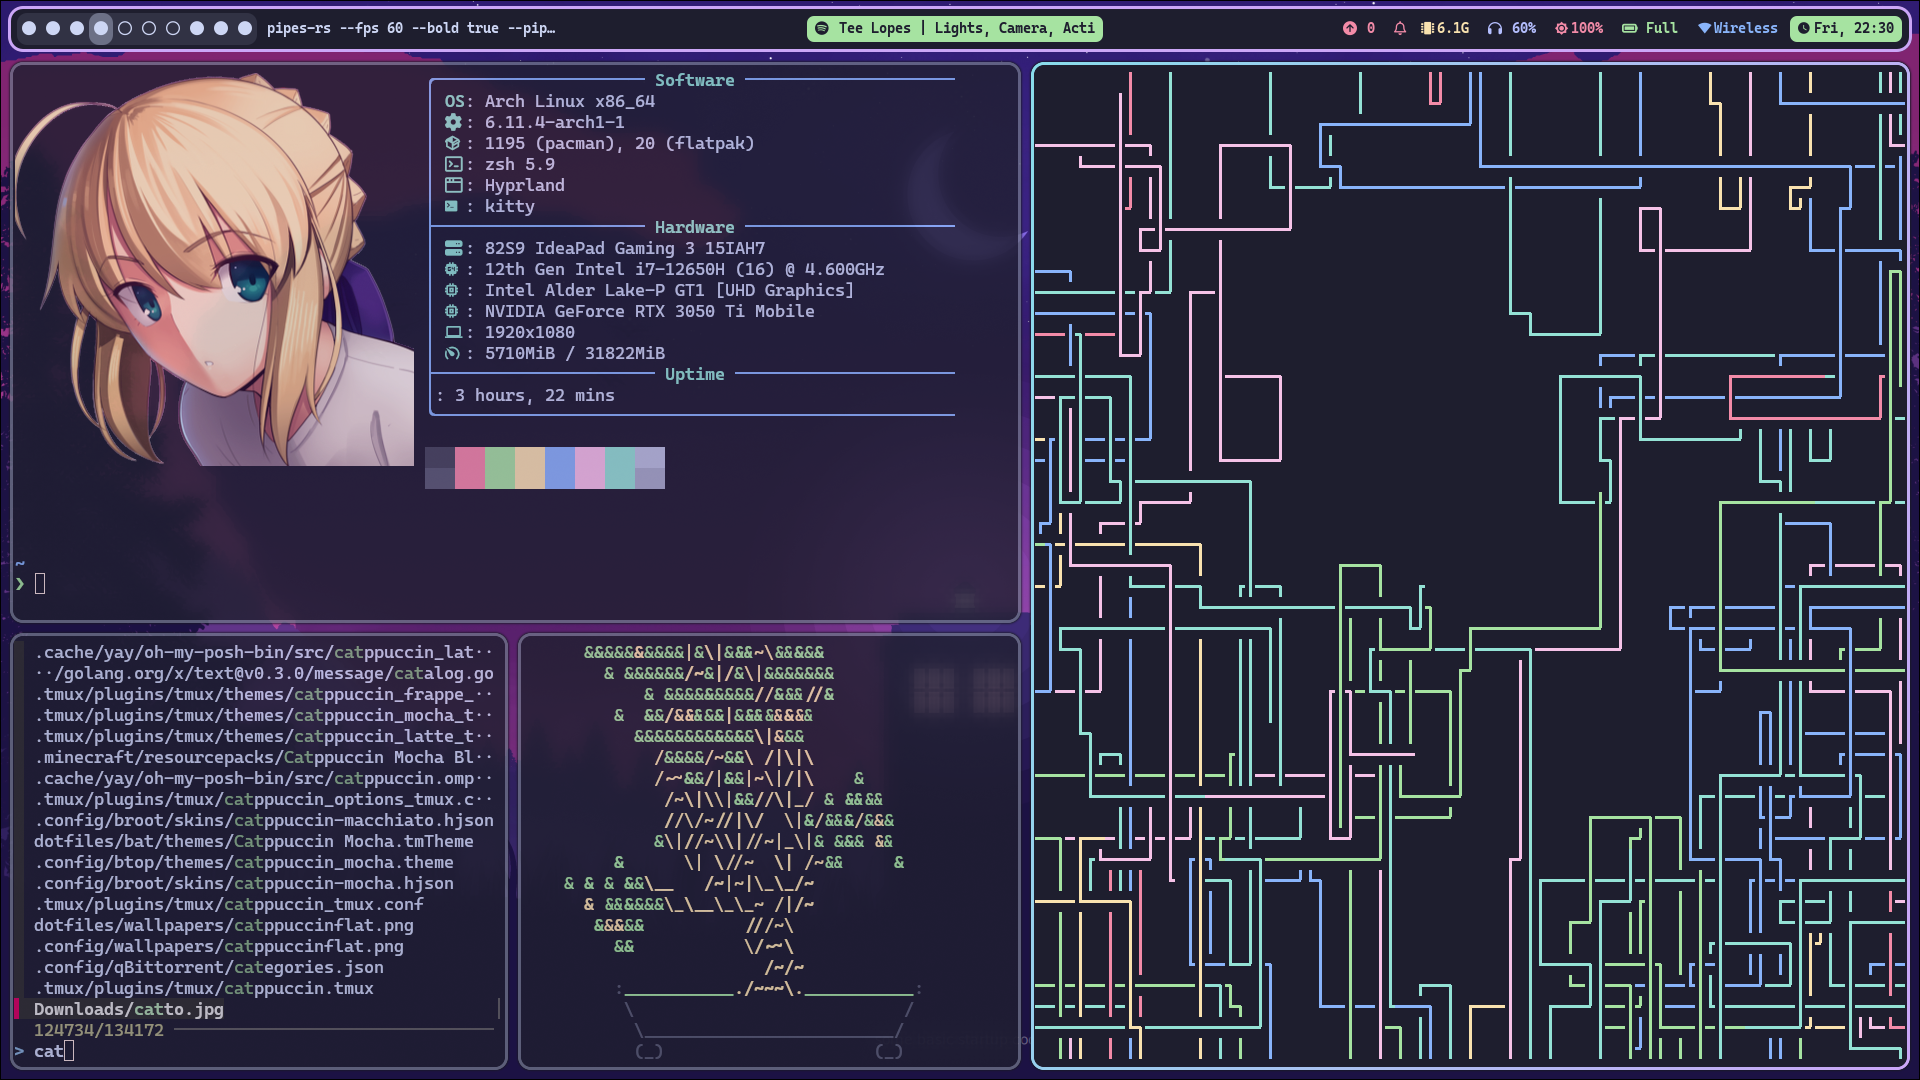 pipes-rs --fps 60 --bold true --pip…
Tee Lopes | Lights, Camera, Acti
0
6.1G
60%
100%
Full
Wireless
Fri, 22:30
Software
OS: Arch Linux x86_64
: 6.11.4-arch1-1
: 1195 (pacman), 20 (flatpak)
: zsh 5.9
: Hyprland
: kitty
Hardware
: 82S9 IdeaPad Gaming 3 15IAH7
: 12th Gen Intel i7-12650H (16) @ 4.600GHz
: Intel Alder Lake-P GT1 [UHD Graphics]
: NVIDIA GeForce RTX 3050 Ti Mobile
: 1920x1080
: 5710MiB / 31822MiB
Uptime
: 3 hours, 22 mins
~
❯
.cache/yay/oh-my-posh-bin/src/catppuccin_lat··
··/golang.org/x/text@v0.3.0/message/catalog.go
.tmux/plugins/tmux/themes/catppuccin_frappe_··
.tmux/plugins/tmux/themes/catppuccin_mocha_t··
.tmux/plugins/tmux/themes/catppuccin_latte_t··
.minecraft/resourcepacks/Catppuccin Mocha Bl··
.cache/yay/oh-my-posh-bin/src/catppuccin.omp··
.tmux/plugins/tmux/catppuccin_options_tmux.c··
.config/broot/skins/catppuccin-macchiato.hjson
dotfiles/bat/themes/Catppuccin Mocha.tmTheme
.config/btop/themes/catppuccin_mocha.theme
.config/broot/skins/catppuccin-mocha.hjson
.tmux/plugins/tmux/catppuccin_tmux.conf
dotfiles/wallpapers/catppuccinflat.png
.config/wallpapers/catppuccinflat.png
.config/qBittorrent/categories.json
.tmux/plugins/tmux/catppuccin.tmux
Downloads/catto.jpg
124734/134172
> cat
&&&&&&&&&&|&\|&&&~\&&&&&
& &&&&&&/~&|/&\|&&&&&&&
& &&&&&&&&&//&&&//&
&  &&/&&&&&|&&&&&&&&
&&&&&&&&&&&&\|&&&
/&&&&/~&&\ /|\|\
/~~&&/|&&|~\|/|\    &
/~\|\\|&&//\|_/ & &&&&
//\/~//|\/  \|&/&&&/&&&
&\|//~\\|//~|_\|& &&& &&
&      \| \//~  \| /~&&     &
& & & &&\__   /~|~|\_\_/~
& &&&&&&\_\__\_\_~ /|/~
&&&&&          ///~\
&&           \/~~\
/~/~
:___________./~~~\.___________:
\                           /
\_________________________/
(_)                     (_)